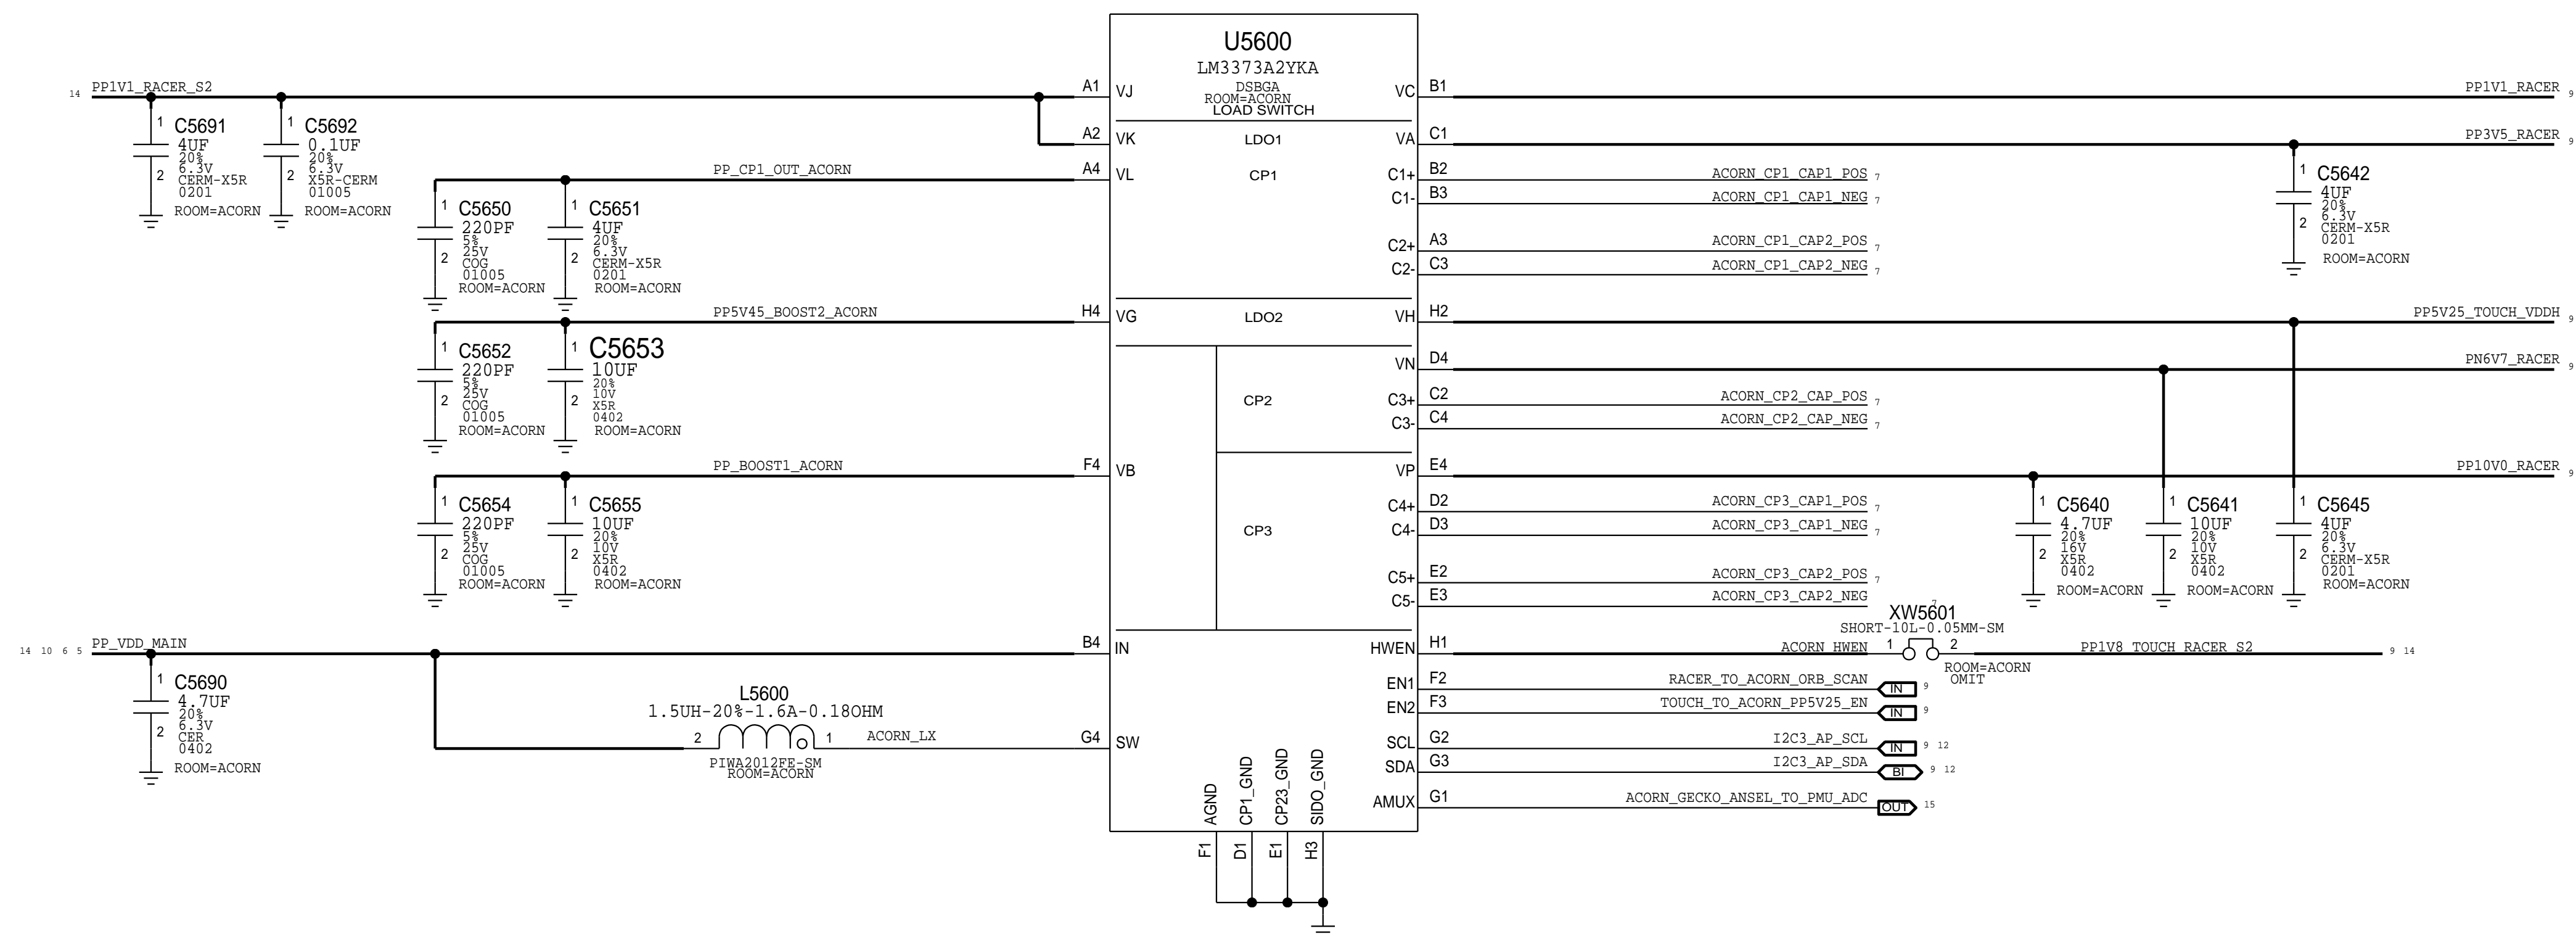 U5600
LM3373A2YKA
DSBGA
ROOM=ACORN
LOAD SWITCH
14 PP1V1_RACER_S2
A1 VJ
VC B1
PP1V1_RACER 9
A2 VK
LDO1
VA C1
PP3V5_RACER 9
1 C5691
4UF
20%
6.3V
2 CERM-X5R
0201
ROOM=ACORN
1 C5692
0.1UF
20%
6.3V
2 X5R-CERM
01005
ROOM=ACORN
PP_CP1_OUT_ACORN
A4 VL
CP1
C1+ B2
ACORN_CP1_CAP1_POS 7
C1- B3
ACORN_CP1_CAP1_NEG 7
C2+ A3
ACORN_CP1_CAP2_POS 7
C2- C3
ACORN_CP1_CAP2_NEG 7
1 C5642
4UF
20%
6.3V
2 CERM-X5R
0201
ROOM=ACORN
1 C5650
220PF
5%
25V
2 COG
01005
ROOM=ACORN
1 C5651
4UF
20%
6.3V
2 CERM-X5R
0201
ROOM=ACORN
PP5V45_BOOST2_ACORN
H4 VG
LDO2
VH H2
PP5V25_TOUCH_VDDH 9
1 C5652
220PF
5%
25V
2 COG
01005
ROOM=ACORN
1 C5653
10UF
20%
10V
2 X5R
0402
ROOM=ACORN
VN D4
PN6V7_RACER 9
CP2
C3+ C2
ACORN_CP2_CAP_POS 7
C3- C4
ACORN_CP2_CAP_NEG 7
PP_BOOST1_ACORN
F4 VB
VP E4
PP10V0_RACER 9
1 C5654
220PF
5%
25V
2 COG
01005
ROOM=ACORN
1 C5655
10UF
20%
10V
2 X5R
0402
ROOM=ACORN
CP3
C4+ D2
ACORN_CP3_CAP1_POS 7
C4- D3
ACORN_CP3_CAP1_NEG 7
C5+ E2
ACORN_CP3_CAP2_POS 7
C5- E3
ACORN_CP3_CAP2_NEG
7
1 C5640
4.7UF
20%
16V
2 X5R
0402
ROOM=ACORN
1 C5641
10UF
20%
10V
2 X5R
0402
ROOM=ACORN
1 C5645
4UF
20%
6.3V
2 CERM-X5R
0201
ROOM=ACORN
14 10 6 5 PP_VDD_MAIN
B4 IN
HWEN H1
ACORN_HWEN
XW5601
SHORT-10L-0.05MM-SM
1 2
ROOM=ACORN
OMIT
PP1V8_TOUCH_RACER_S2 9 14
1 C5690
4.7UF
20%
6.3V
2 CER
0402
ROOM=ACORN
L5600
1.5UH-20%-1.6A-0.18OHM
2 1
PIWA2012FE-SM
ROOM=ACORN
ACORN_LX
G4 SW
EN1 F2
RACER_TO_ACORN_ORB_SCAN IN 9
EN2 F3
TOUCH_TO_ACORN_PP5V25_EN IN 9
SCL G2
I2C3_AP_SCL IN 9 12
SDA G3
I2C3_AP_SDA BI 9 12
AMUX G1
ACORN_GECKO_ANSEL_TO_PMU_ADC OUT 15
AGND
CP1_GND
CP23_GND
SIDO_GND
F1
D1
E1
H3